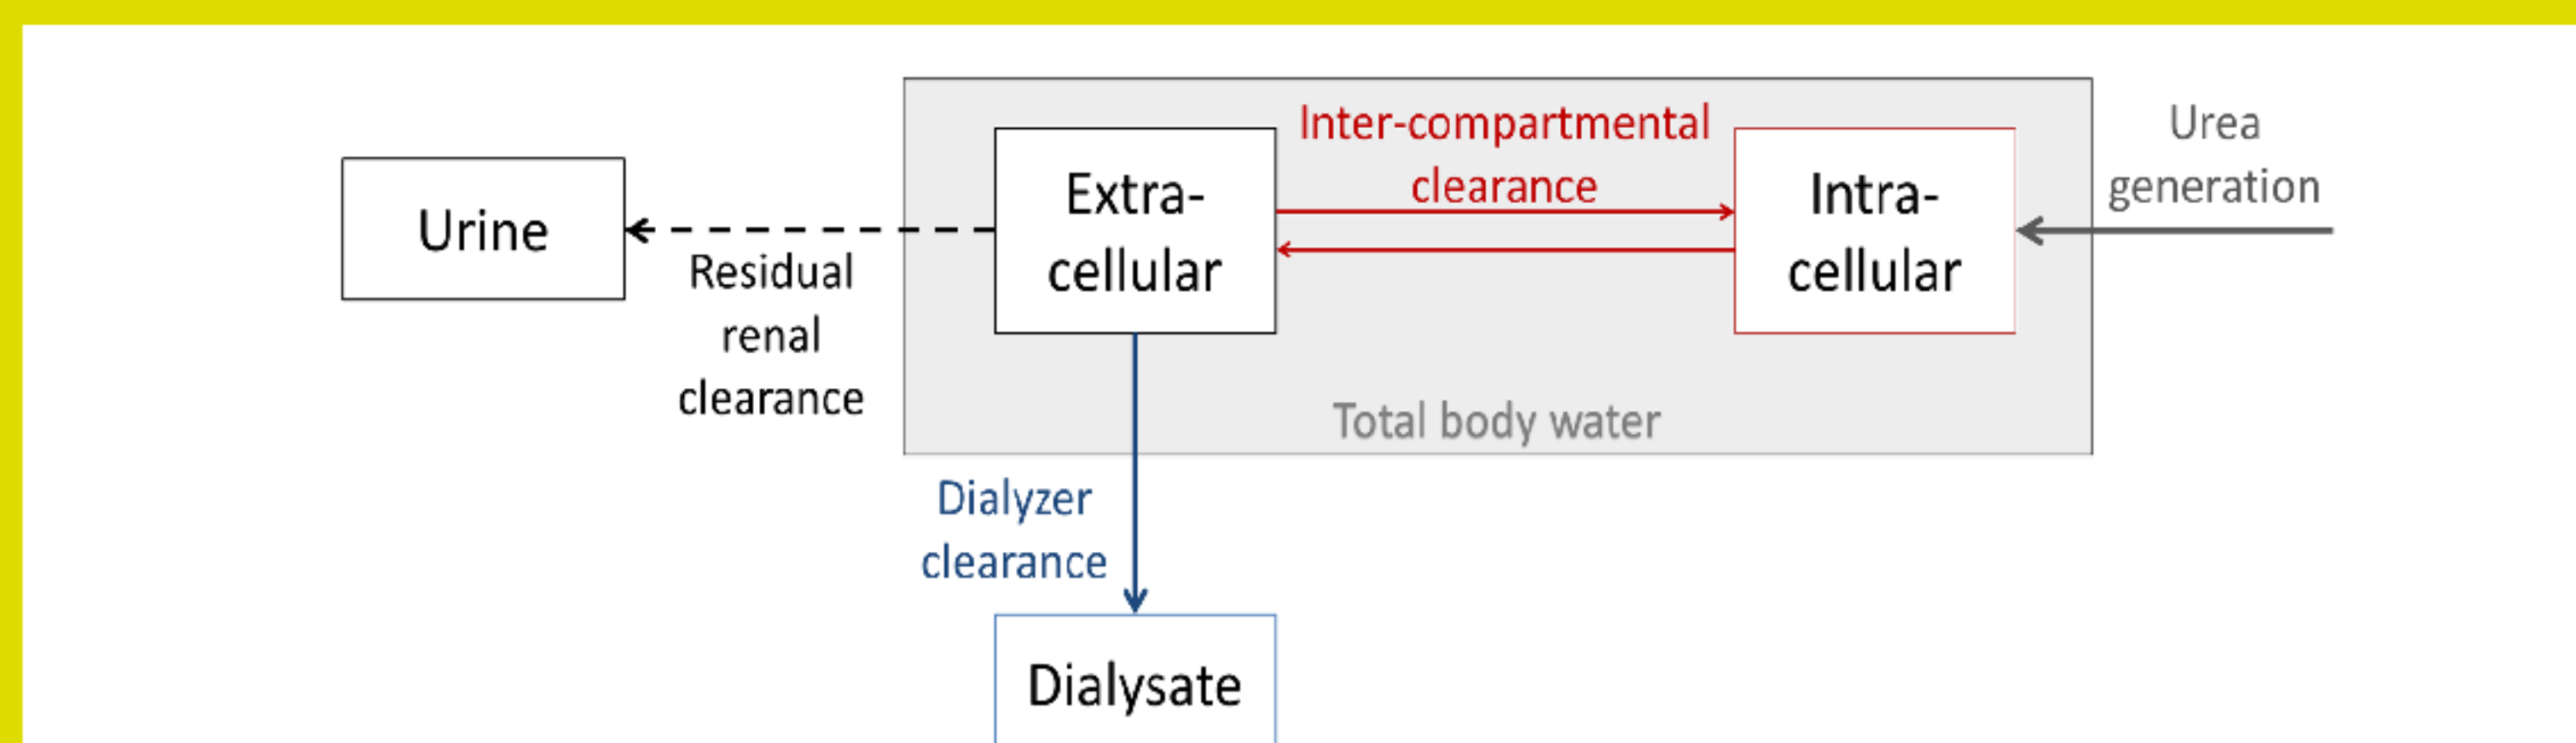 Urine
Residual
renal
clearance
Extra-
cellular
Inter-compartmental
clearance
Intra-
cellular
Urea
generation
Total body water
Dialyzer
clearance
Dialysate